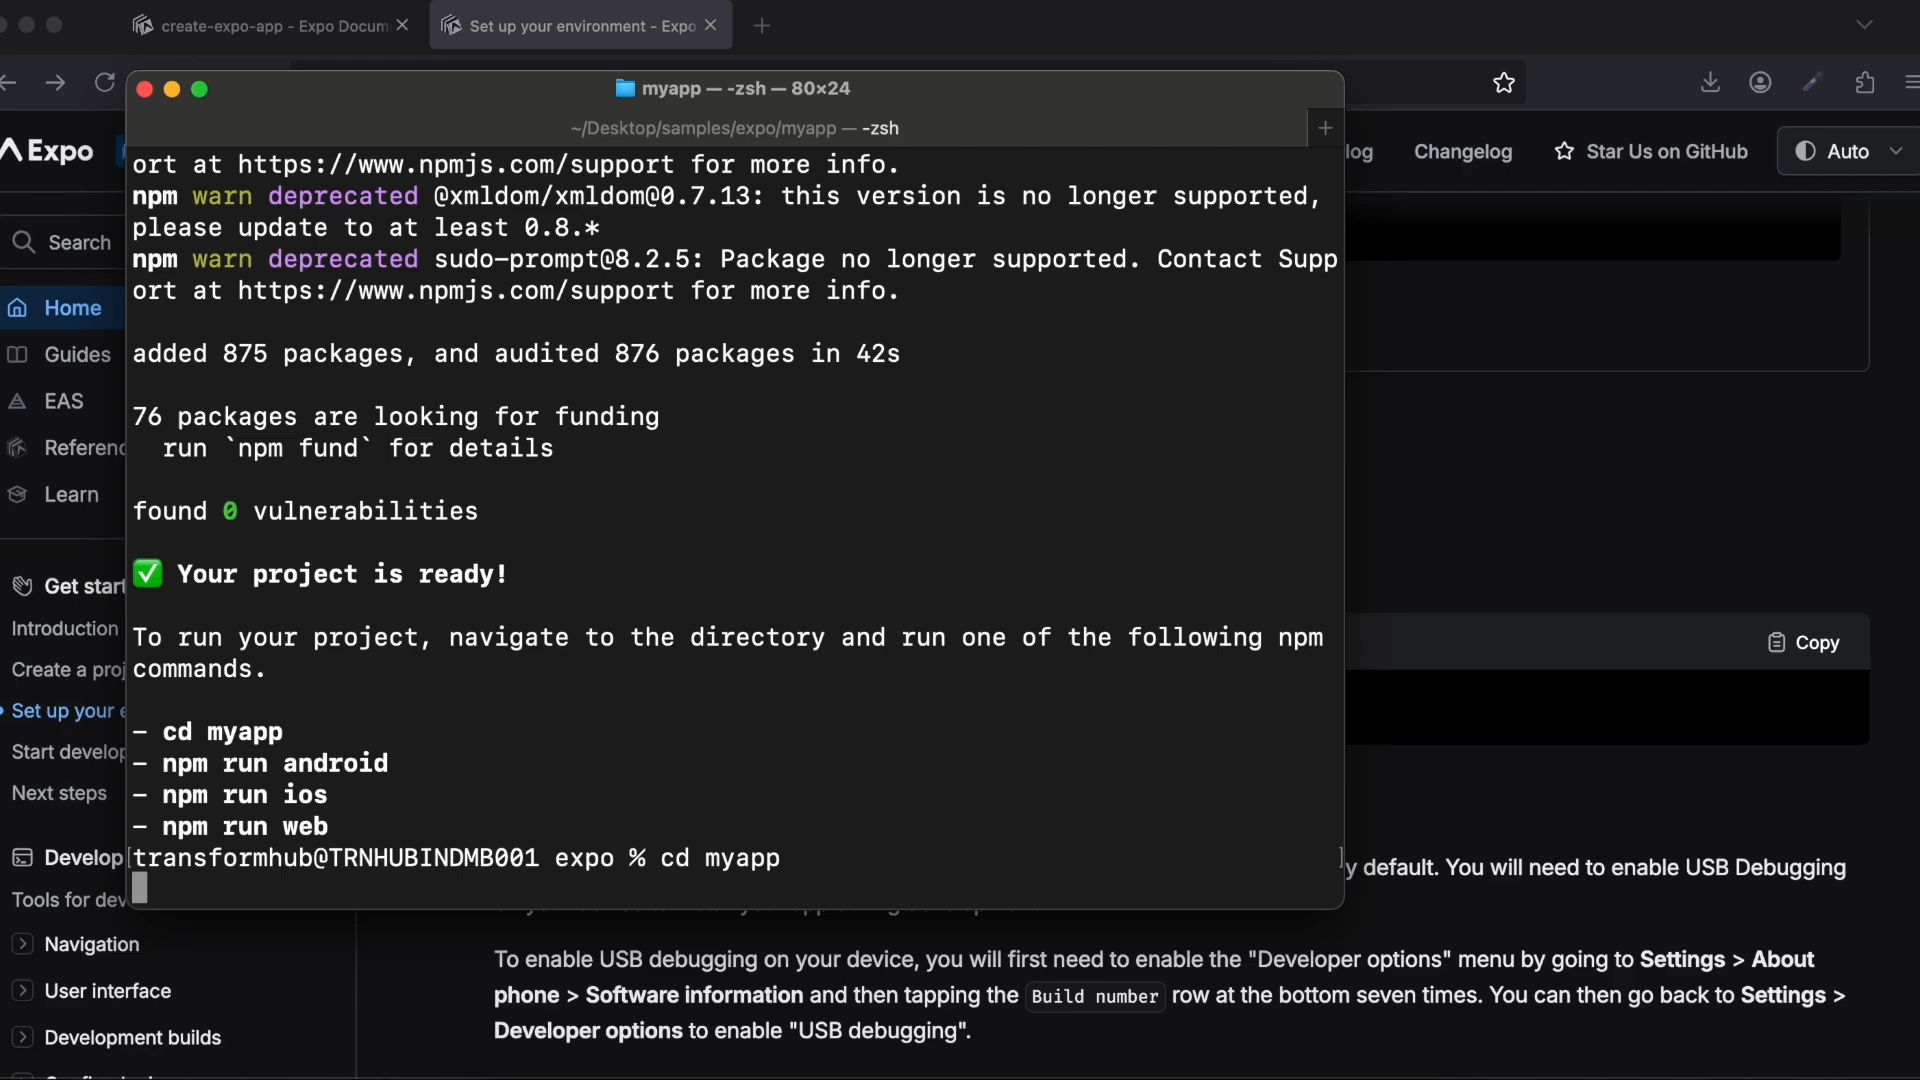 create-expo-app - Expo Docum
Set up your environment - Expo
myapp — -zsh — 80×24
~/Desktop/samples/expo/myapp — -zsh
Expo
log
Changelog
Star Us on GitHub
Auto
Search
Home
Guides
EAS
Referenc
Learn
Get start
Introduction
Create a proj
Set up your e
Start develop
Next steps
Develop
Tools for dev
Navigation
User interface
Development builds
ort at https://www.npmjs.com/support for more info.
npm warn deprecated @xmldom/xmldom@0.7.13: this version is no longer supported,
please update to at least 0.8.*
npm warn deprecated sudo-prompt@8.2.5: Package no longer supported. Contact Supp
ort at https://www.npmjs.com/support for more info.
added 875 packages, and audited 876 packages in 42s
76 packages are looking for funding
run `npm fund` for details
found 0 vulnerabilities
✅ Your project is ready!
To run your project, navigate to the directory and run one of the following npm
commands.
- cd myapp
- npm run android
- npm run ios
- npm run web
[transformhub@TRNHUBINDMB001 expo % cd myapp ]
Copy
y default. You will need to enable USB Debugging
To enable USB debugging on your device, you will first need to enable the "Developer options" menu by going to Settings > About
phone > Software information and then tapping the Build number row at the bottom seven times. You can then go back to Settings >
Developer options to enable "USB debugging".